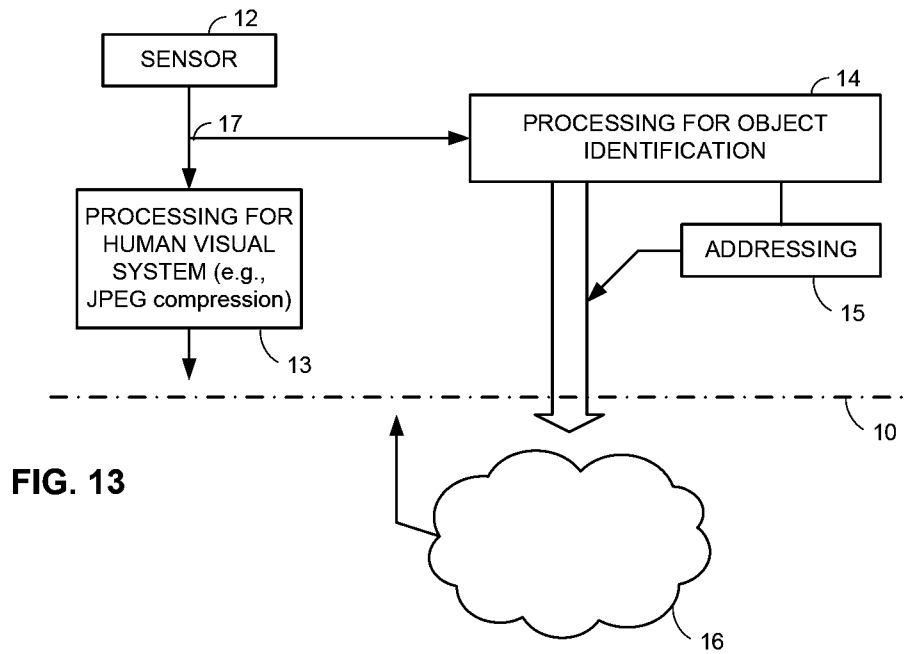 12
SENSOR
14
17
PROCESSING FOR OBJECT
IDENTIFICATION
PROCESSING FOR
HUMAN VISUAL
SYSTEM (e.g.,
JPEG compression)
ADDRESSING
15
13
10
FIG. 13
16